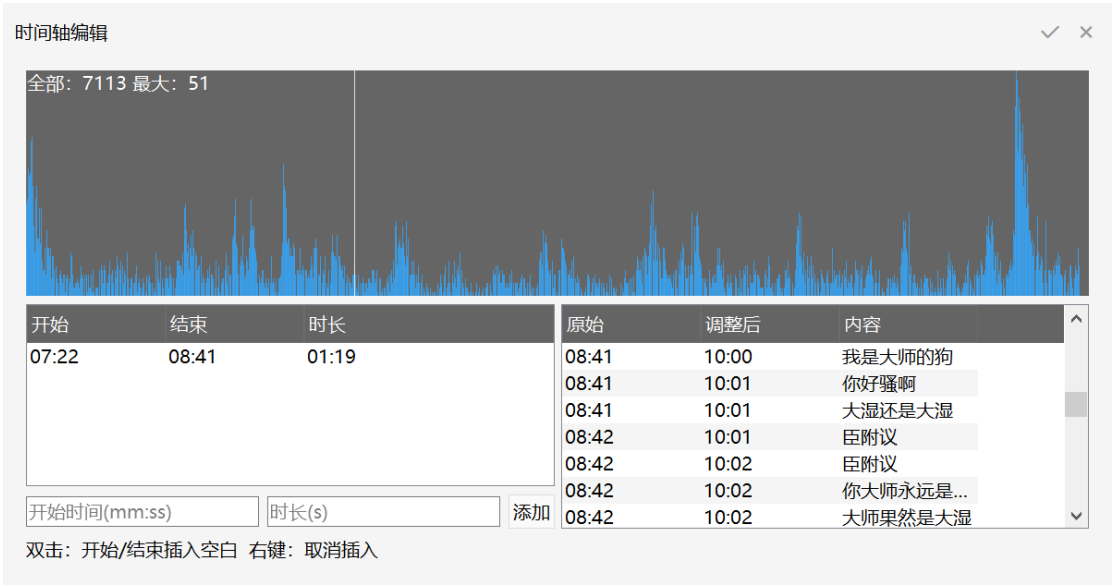 时间轴编辑
全部：7113 最大：51
开始 结束 时长
07:22 08:41 01:19
开始时间(mm:ss) 时长(s) 添加
原始 调整后 内容
08:41 10:00 我是大师的狗
08:41 10:01 你好骚啊
08:41 10:01 大湿还是大湿
08:42 10:01 臣附议
08:42 10:02 臣附议
08:42 10:02 你大师永远是...
08:42 10:02 大师果然是大湿
双击：开始/结束插入空白 右键：取消插入